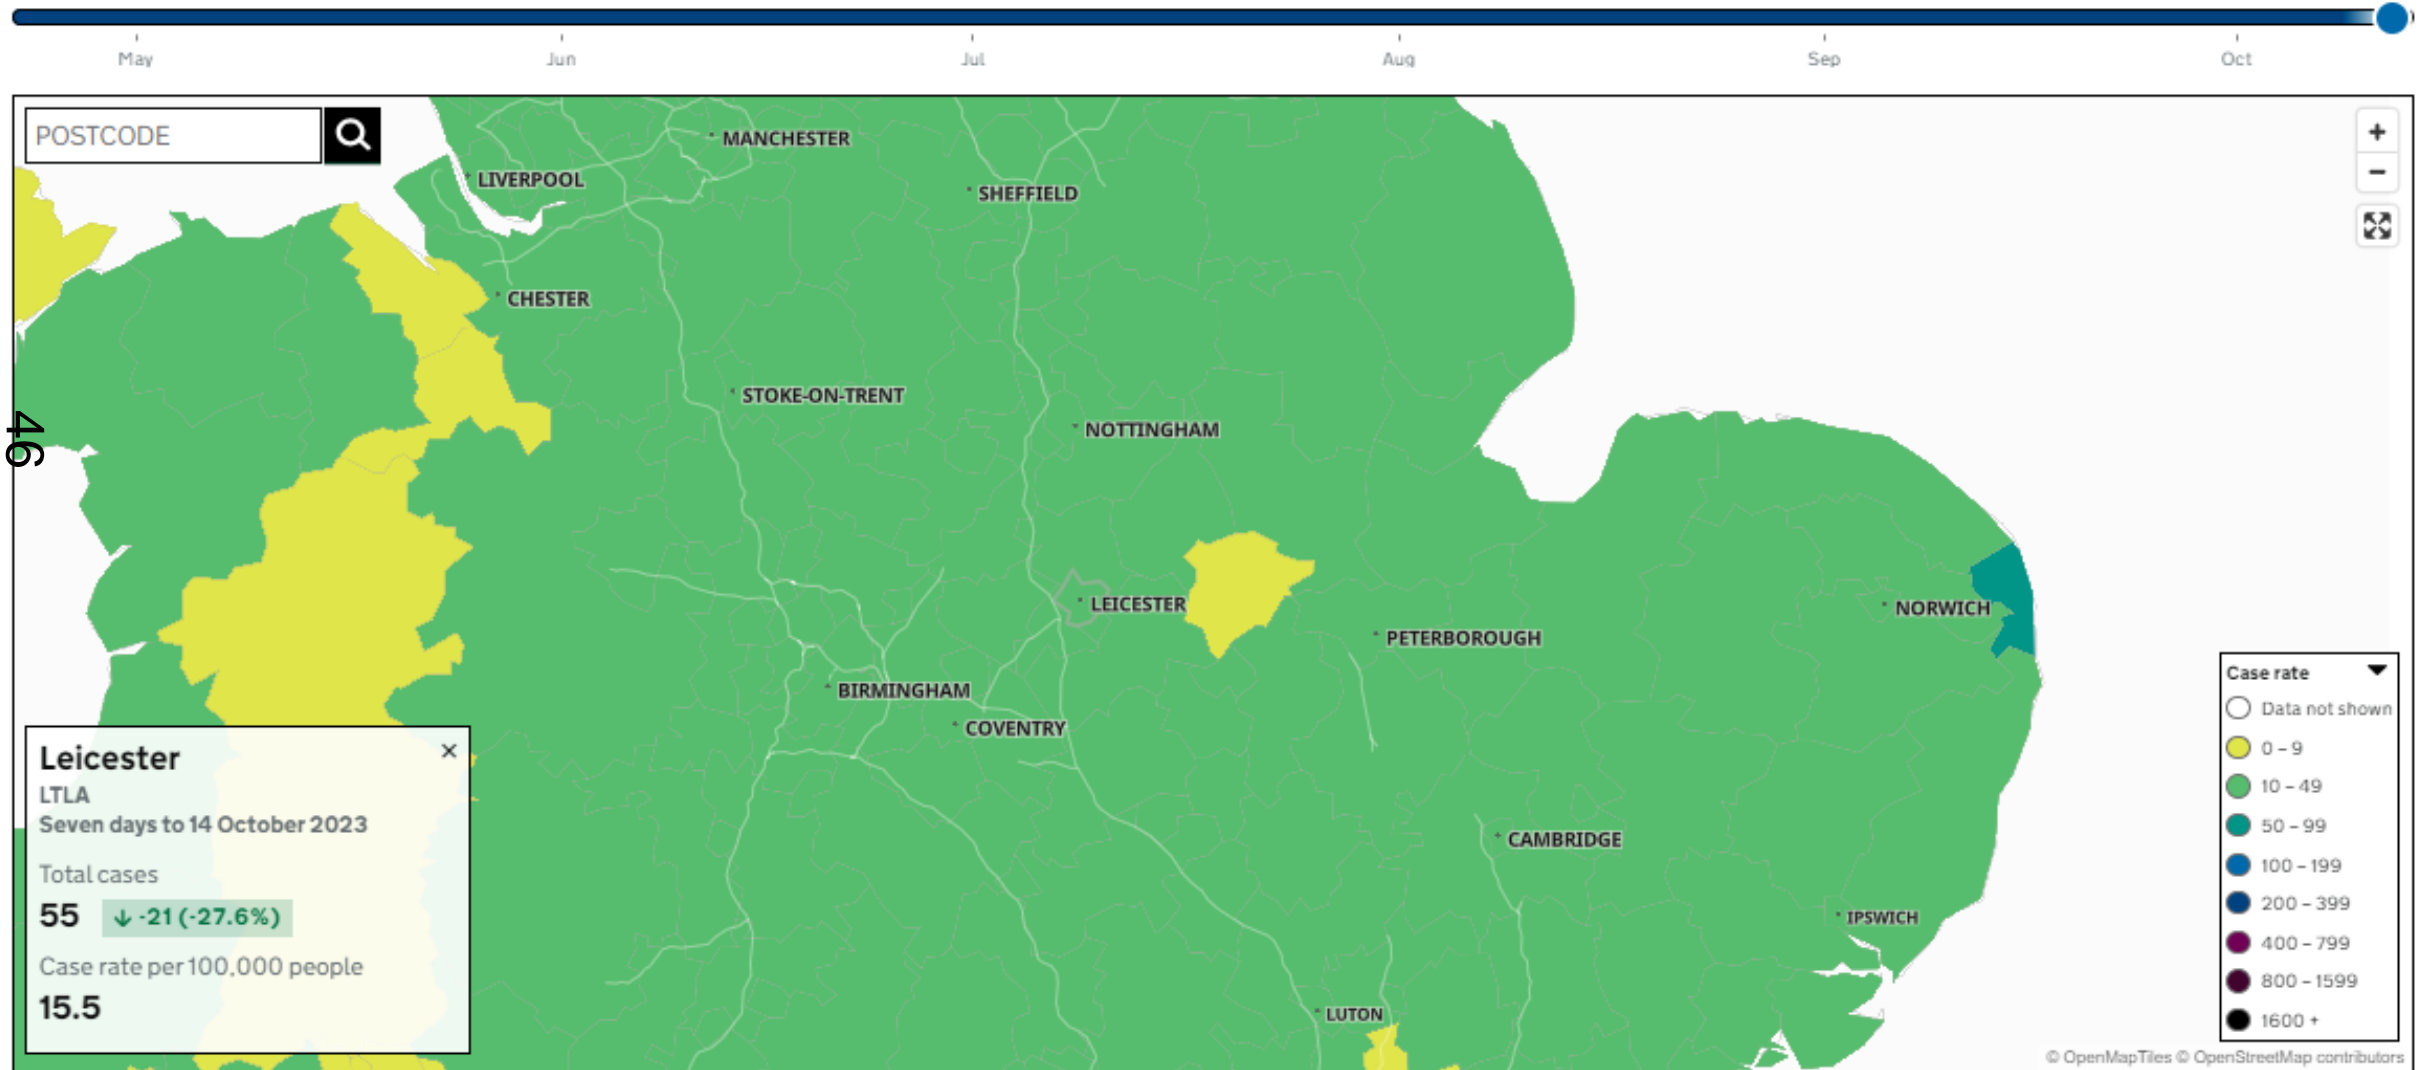 May Jun Jul Aug Sep Oct
POSTCODE
MANCHESTER
LIVERPOOL
SHEFFIELD
CHESTER
STOKE-ON-TRENT
NOTTINGHAM
46
LEICESTER
NORWICH
PETERBOROUGH
BIRMINGHAM
COVENTRY
CAMBRIDGE
IPSWICH
LUTON
Leicester
LTLA
Seven days to 14 October 2023
Total cases
55 ↓ -21 (-27.6%)
Case rate per 100,000 people
15.5
Case rate
Data not shown
0 – 9
10 – 49
50 – 99
100 – 199
200 – 399
400 – 799
800 – 1599
1600 +
© OpenMapTiles © OpenStreetMap contributors